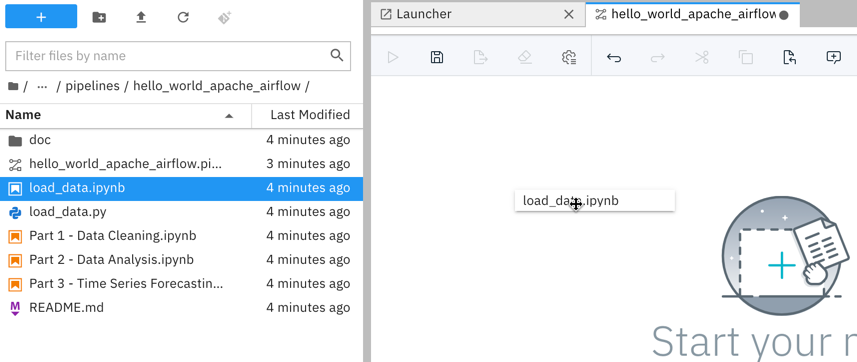 Launcher
hello_world_apache_airflow
Filter files by name
/ ... / pipelines / hello_world_apache_airflow /
Name Last Modified
doc 4 minutes ago
hello_world_apache_airflow.pi... 3 minutes ago
load_data.ipynb 4 minutes ago
load_data.py 4 minutes ago
Part 1 - Data Cleaning.ipynb 4 minutes ago
Part 2 - Data Analysis.ipynb 4 minutes ago
Part 3 - Time Series Forecastin... 4 minutes ago
README.md 4 minutes ago
load_data.ipynb
Start your